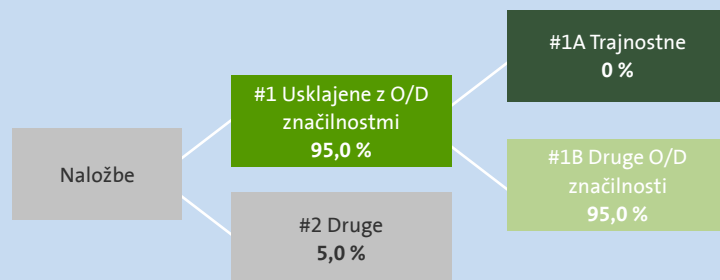 Naložbe
#1 Usklajene z O/D
značilnostmi
95,0 %
#2 Druge
5,0 %
#1A Trajnostne
0 %
#1B Druge O/D
značilnosti
95,0 %